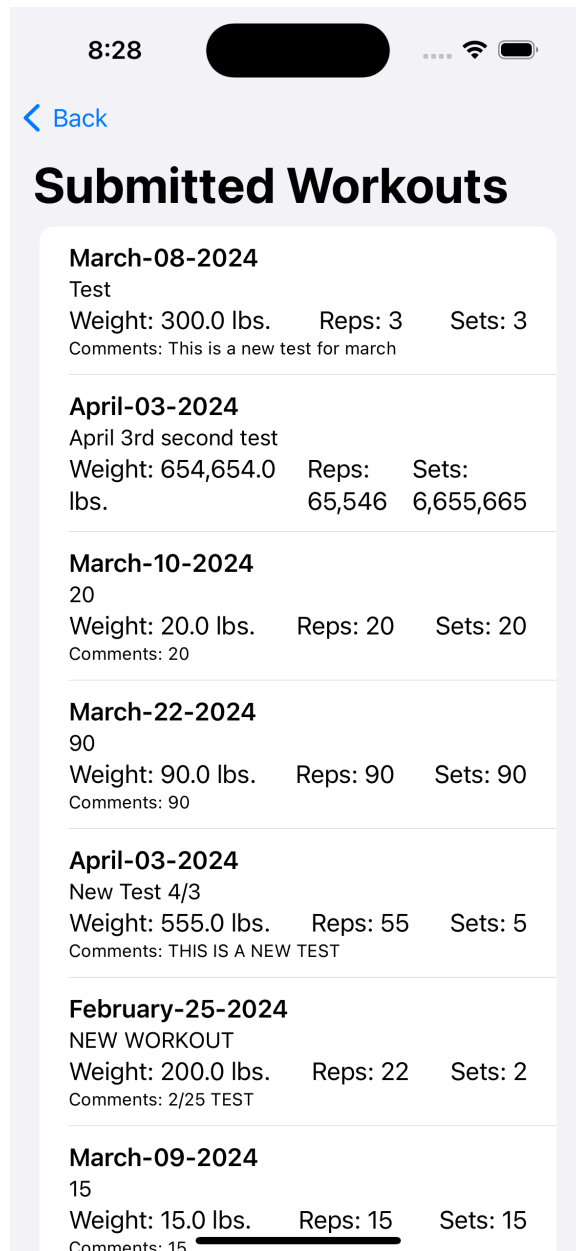 8:28
Back
Submitted Workouts
March-08-2024
Test
Weight: 300.0 lbs. Reps: 3 Sets: 3
Comments: This is a new test for march
April-03-2024
April 3rd second test
Weight: 654,654.0 Reps: Sets:
lbs. 65,546 6,655,665
March-10-2024
20
Weight: 20.0 lbs. Reps: 20 Sets: 20
Comments: 20
March-22-2024
90
Weight: 90.0 lbs. Reps: 90 Sets: 90
Comments: 90
April-03-2024
New Test 4/3
Weight: 555.0 lbs. Reps: 55 Sets: 5
Comments: THIS IS A NEW TEST
February-25-2024
NEW WORKOUT
Weight: 200.0 lbs. Reps: 22 Sets: 2
Comments: 2/25 TEST
March-09-2024
15
Weight: 15.0 lbs. Reps: 15 Sets: 15
Comments: 15